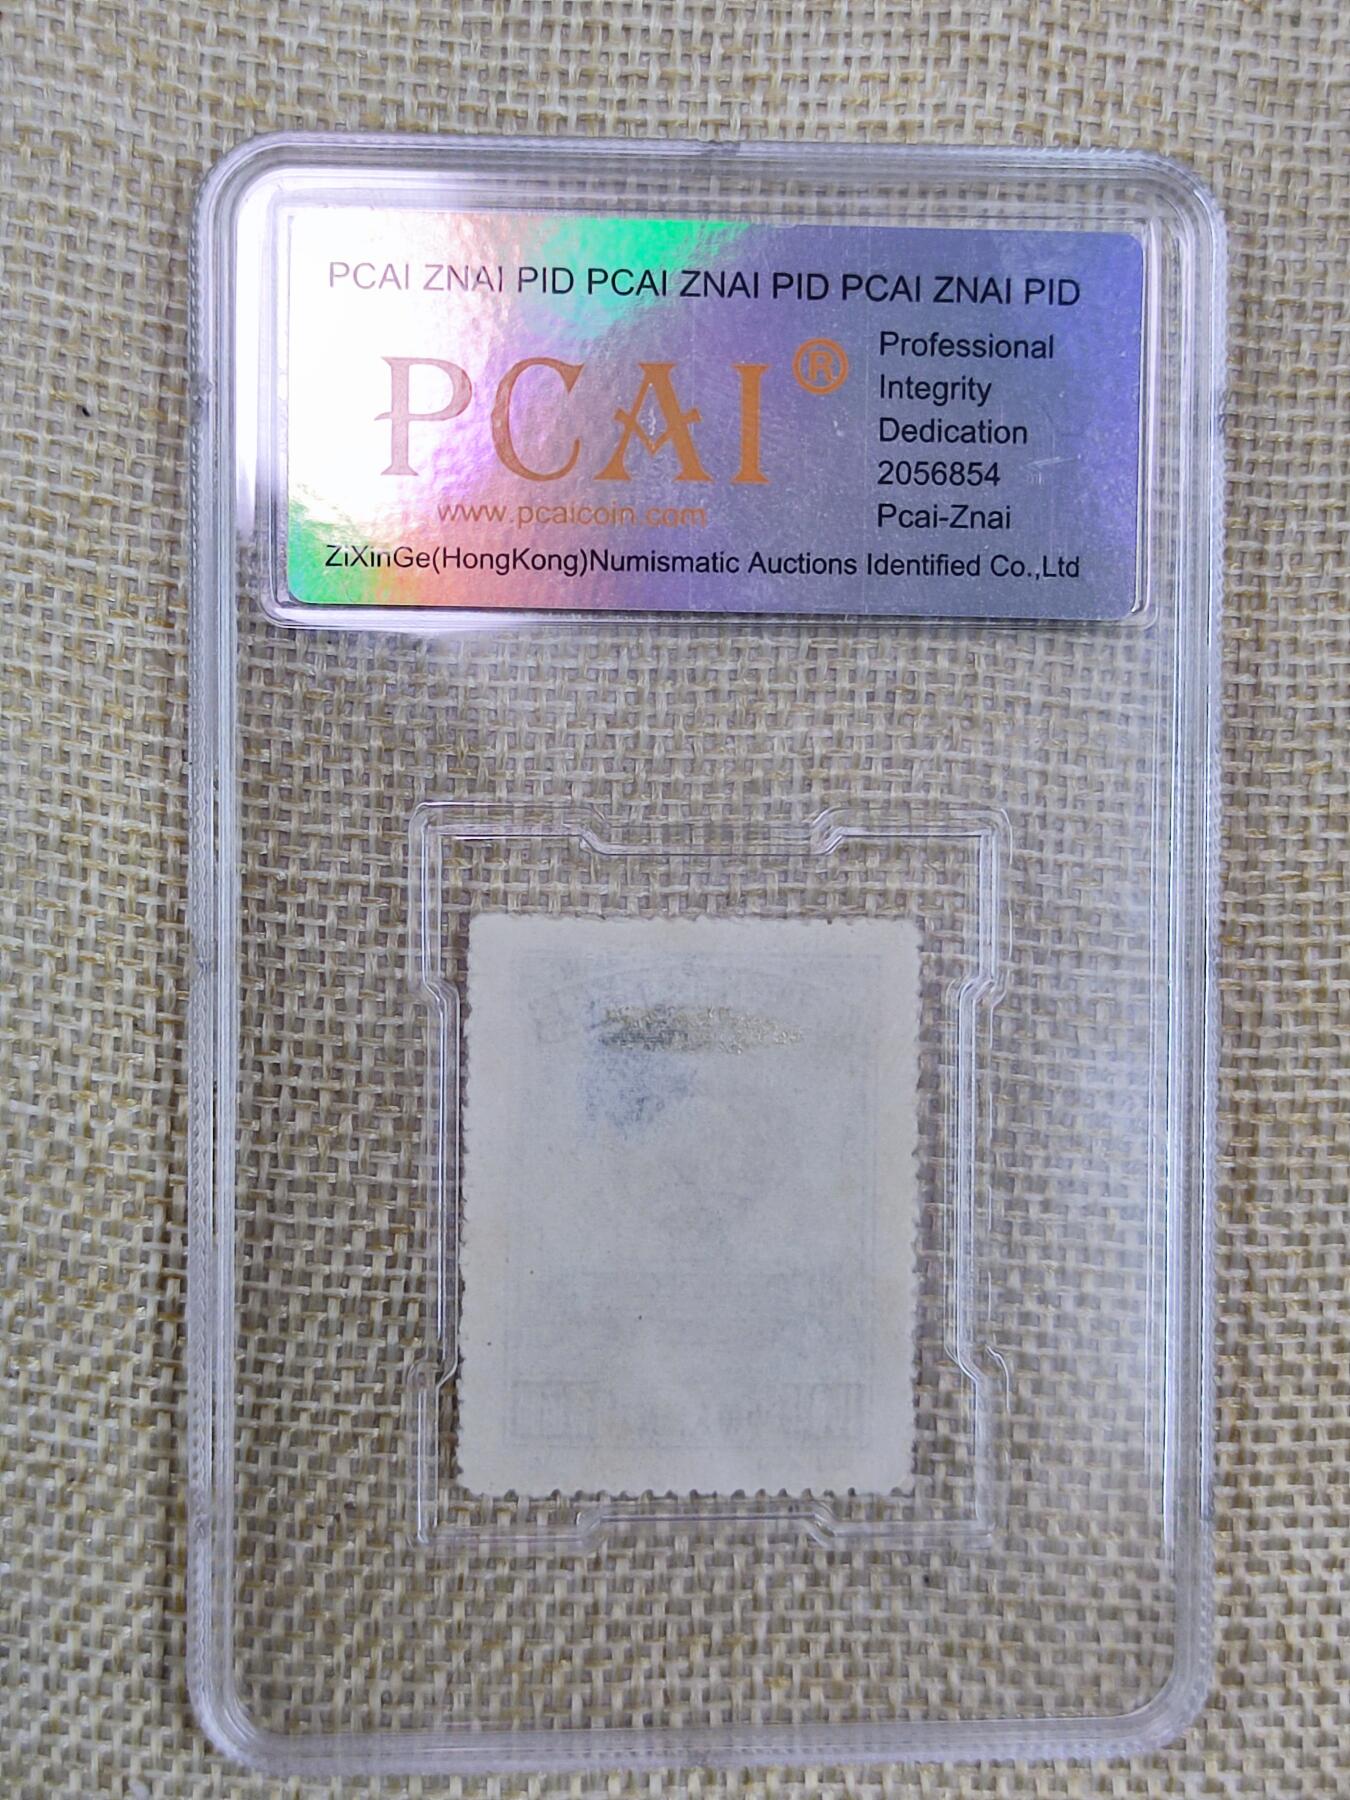 PCAI ZNAI PID PCAI ZNAI PID PCAI ZNAI PID
PCAI®
www.pcaicoin.com
Professional
Integrity
Dedication
2056854
Pcai-Znai
ZiXinGe(HongKong)Numismatic Auctions Identified Co.,Ltd